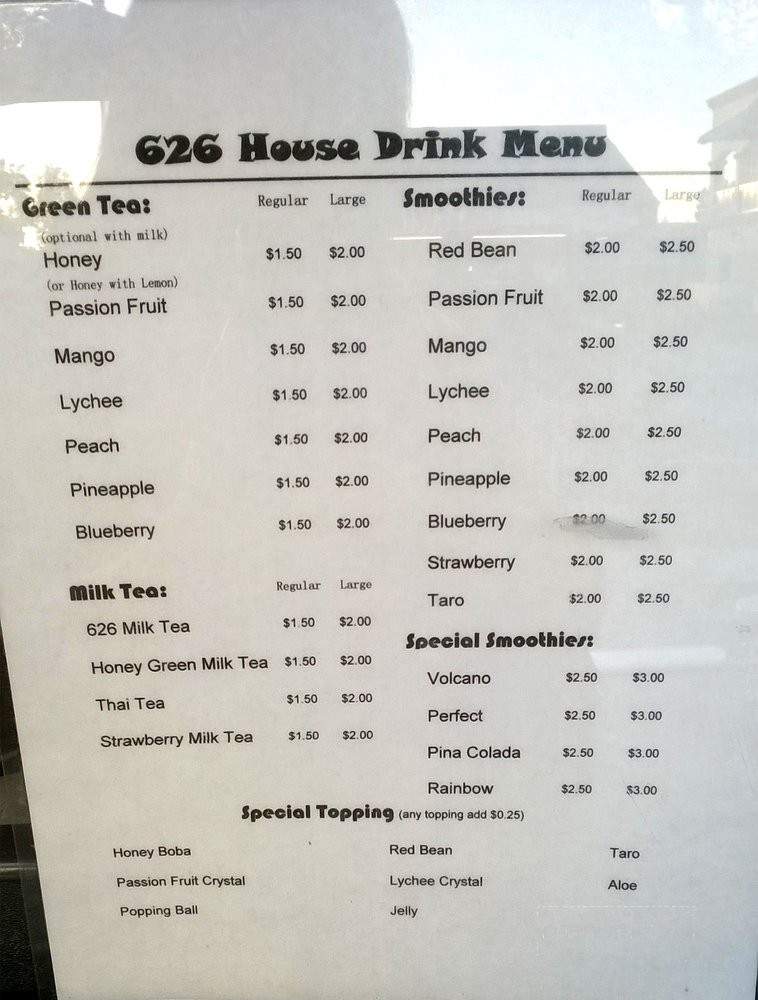 626 House Drink Menu
Green Tea: Regular Large
(optional with milk)
Honey $1.50 $2.00
(or Honey with Lemon)
Passion Fruit $1.50 $2.00
Mango $1.50 $2.00
Lychee $1.50 $2.00
Peach $1.50 $2.00
Pineapple $1.50 $2.00
Blueberry $1.50 $2.00
Milk Tea: Regular Large
626 Milk Tea $1.50 $2.00
Honey Green Milk Tea $1.50 $2.00
Thai Tea $1.50 $2.00
Strawberry Milk Tea $1.50 $2.00
Smoothies: Regular Large
Red Bean $2.00 $2.50
Passion Fruit $2.00 $2.50
Mango $2.00 $2.50
Lychee $2.00 $2.50
Peach $2.00 $2.50
Pineapple $2.00 $2.50
Blueberry $2.00 $2.50
Strawberry $2.00 $2.50
Taro $2.00 $2.50
Special Smoothies:
Volcano $2.50 $3.00
Perfect $2.50 $3.00
Pina Colada $2.50 $3.00
Rainbow $2.50 $3.00
Special Topping (any topping add $0.25)
Honey Boba Red Bean Taro
Passion Fruit Crystal Lychee Crystal Aloe
Popping Ball Jelly